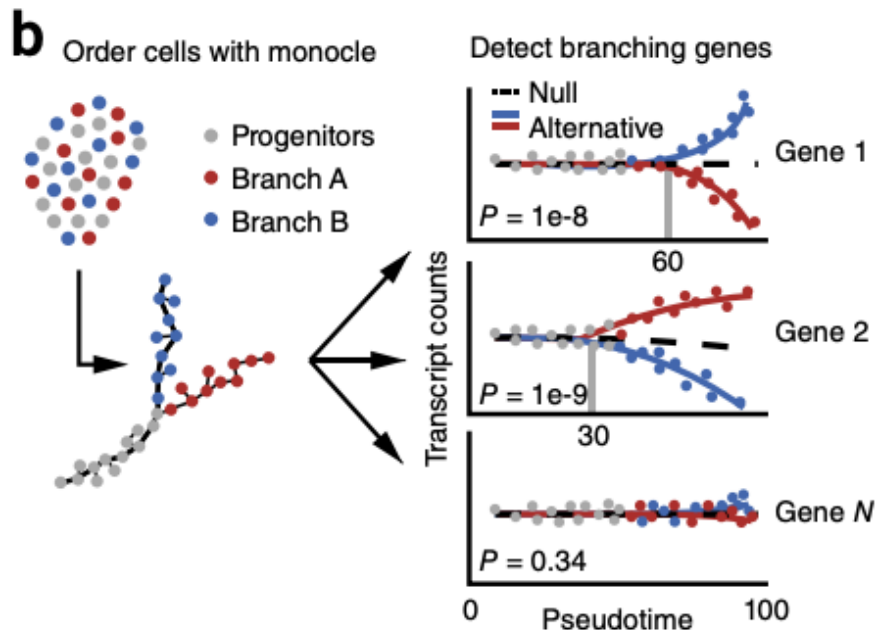 b
Order cells with monocle
Progenitors
Branch A
Branch B
Detect branching genes
Null
Alternative
Gene 1
P = 1e-8
60
Transcript counts
Gene 2
P = 1e-9
30
Gene N
P = 0.34
0
Pseudotime
100